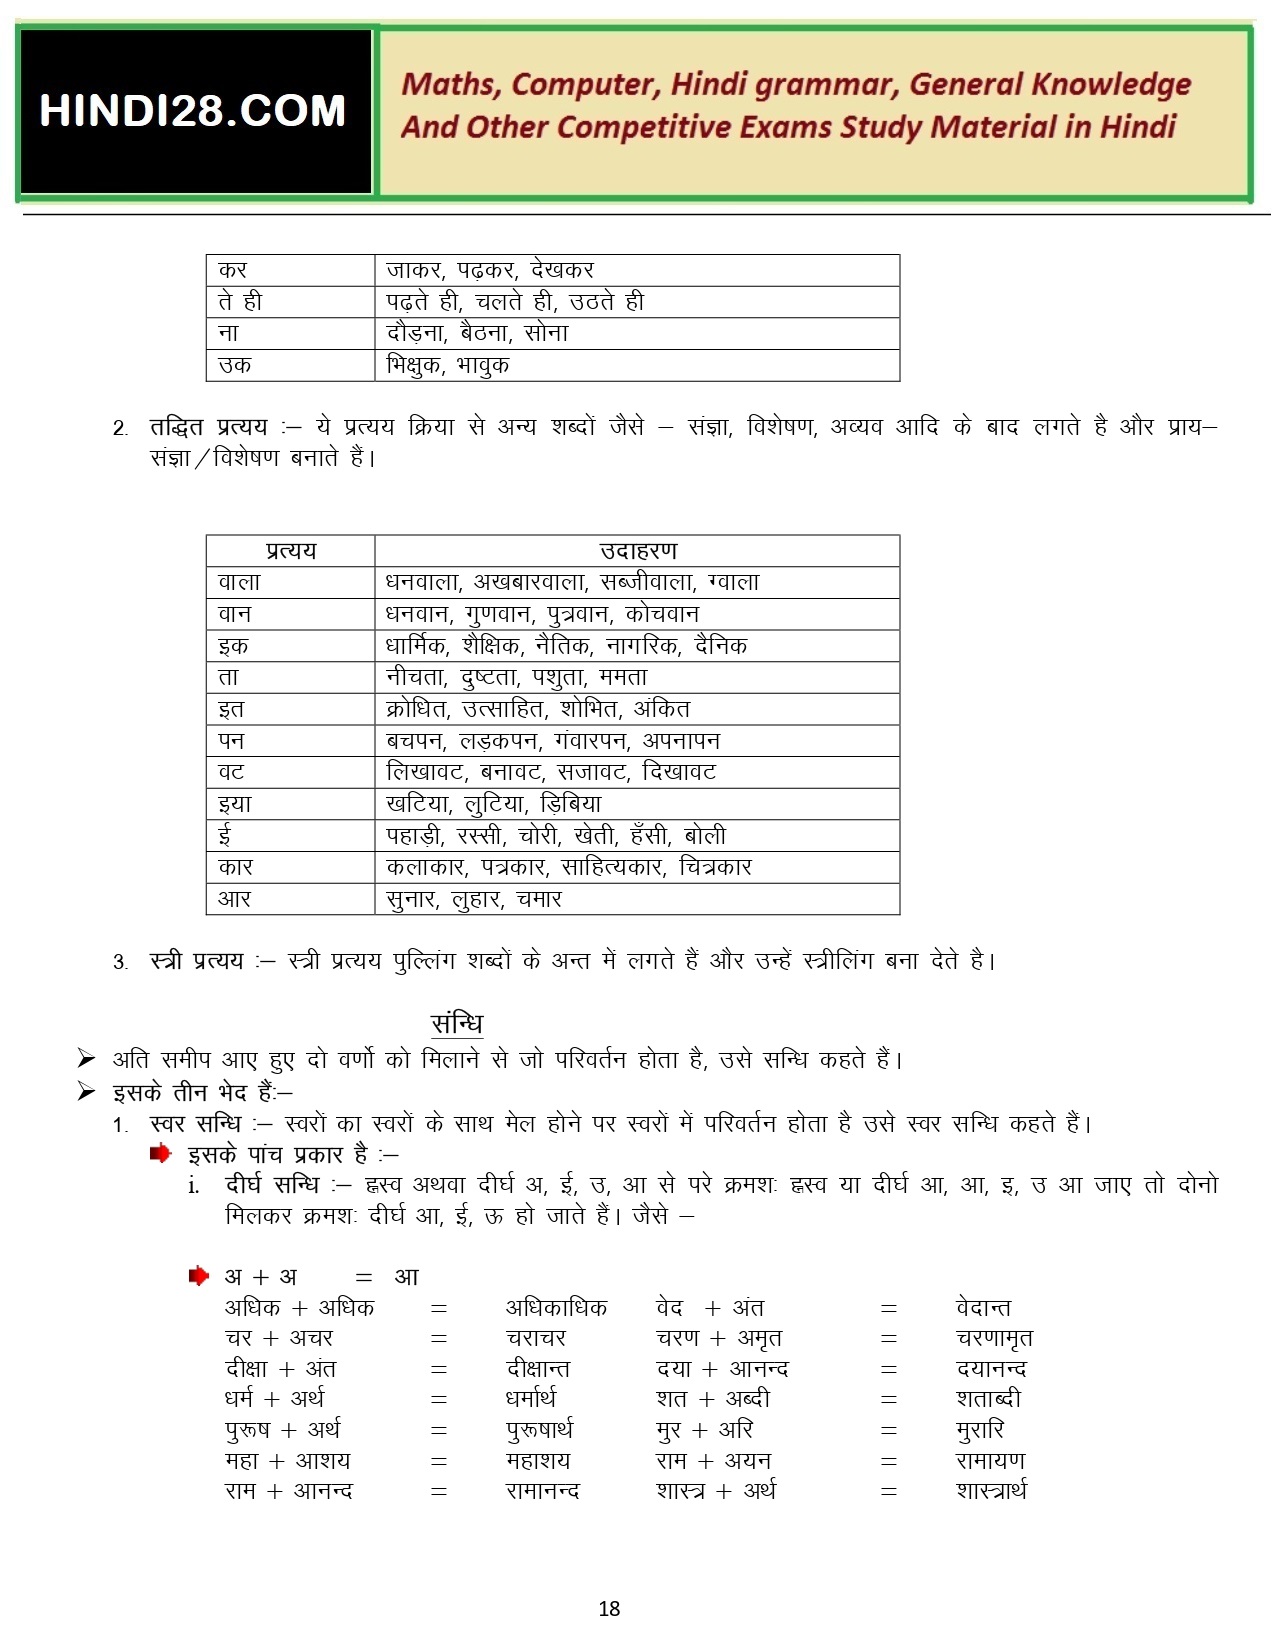 HINDI28.COM
Maths, Computer, Hindi grammar, General Knowledge
And Other Competitive Exams Study Material in Hindi
कर जाकर, पढ़कर, देखकर
ते ही पढ़ते ही, चलते ही, उठते ही
ना दौड़ना, बैठना, सोना
उक भिक्षुक, भावुक
2. तद्धित प्रत्यय :– ये प्रत्यय क्रिया से अन्य शब्दों जैसे – संज्ञा, विशेषण, अव्यव आदि के बाद लगते है और प्राय–
संज्ञा/विशेषण बनाते हैं।
प्रत्यय उदाहरण
वाला धनवाला, अखबारवाला, सब्जीवाला, ग्वाला
वान धनवान, गुणवान, पुत्रवान, कोचवान
इक धार्मिक, शैक्षिक, नैतिक, नागरिक, दैनिक
ता नीचता, दुष्टता, पशुता, ममता
इत क्रोधित, उत्साहित, शोभित, अंकित
पन बचपन, लड़कपन, गंवारपन, अपनापन
वट लिखावट, बनावट, सजावट, दिखावट
इया खटिया, लुटिया, ड़िबिया
ई पहाड़ी, रस्सी, चोरी, खेती, हँसी, बोली
कार कलाकार, पत्रकार, साहित्यकार, चित्रकार
आर सुनार, लुहार, चमार
3. स्त्री प्रत्यय :– स्त्री प्रत्यय पुल्लिंग शब्दों के अन्त में लगते हैं और उन्हें स्त्रीलिंग बना देते है।
संन्धि
➢ अति समीप आए हुए दो वर्णो को मिलाने से जो परिवर्तन होता है, उसे सन्धि कहते हैं।
➢ इसके तीन भेद हैं:–
1. स्वर सन्धि :– स्वरों का स्वरों के साथ मेल होने पर स्वरों में परिवर्तन होता है उसे स्वर सन्धि कहते हैं।
इसके पांच प्रकार है :–
i. दीर्घ सन्धि :– ह्नस्व अथवा दीर्घ अ, ई, उ, आ से परे क्रमशः ह्नस्व या दीर्घ आ, आ, इ, उ आ जाए तो दोनो
मिलकर क्रमशः दीर्घ आ, ई, ऊ हो जाते हैं। जैसे –
अ + अ = आ
अधिक + अधिक = अधिकाधिक वेद + अंत = वेदान्त
चर + अचर = चराचर चरण + अमृत = चरणामृत
दीक्षा + अंत = दीक्षान्त दया + आनन्द = दयानन्द
धर्म + अर्थ = धर्मार्थ शत + अब्दी = शताब्दी
पुरूष + अर्थ = पुरूषार्थ मुर + अरि = मुरारि
महा + आशय = महाशय राम + अयन = रामायण
राम + आनन्द = रामानन्द शास्त्र + अर्थ = शास्त्रार्थ
18